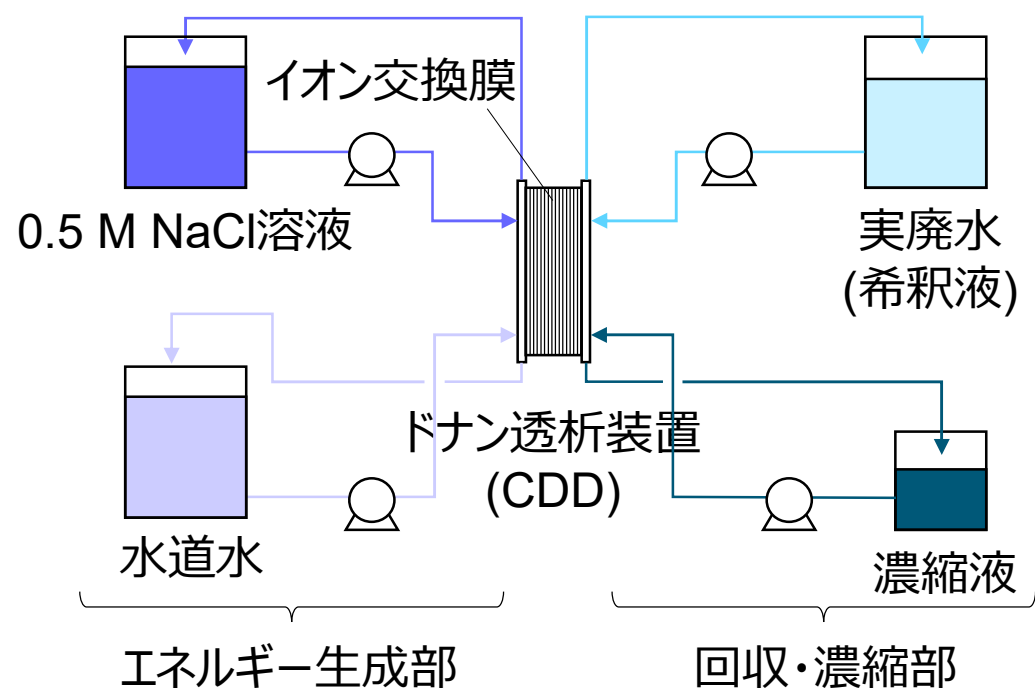 イオン交換膜
0.5 M NaCl溶液
実廃水
(希釈液)
ドナン透析装置
(CDD)
水道水
濃縮液
エネルギー生成部
回収・濃縮部